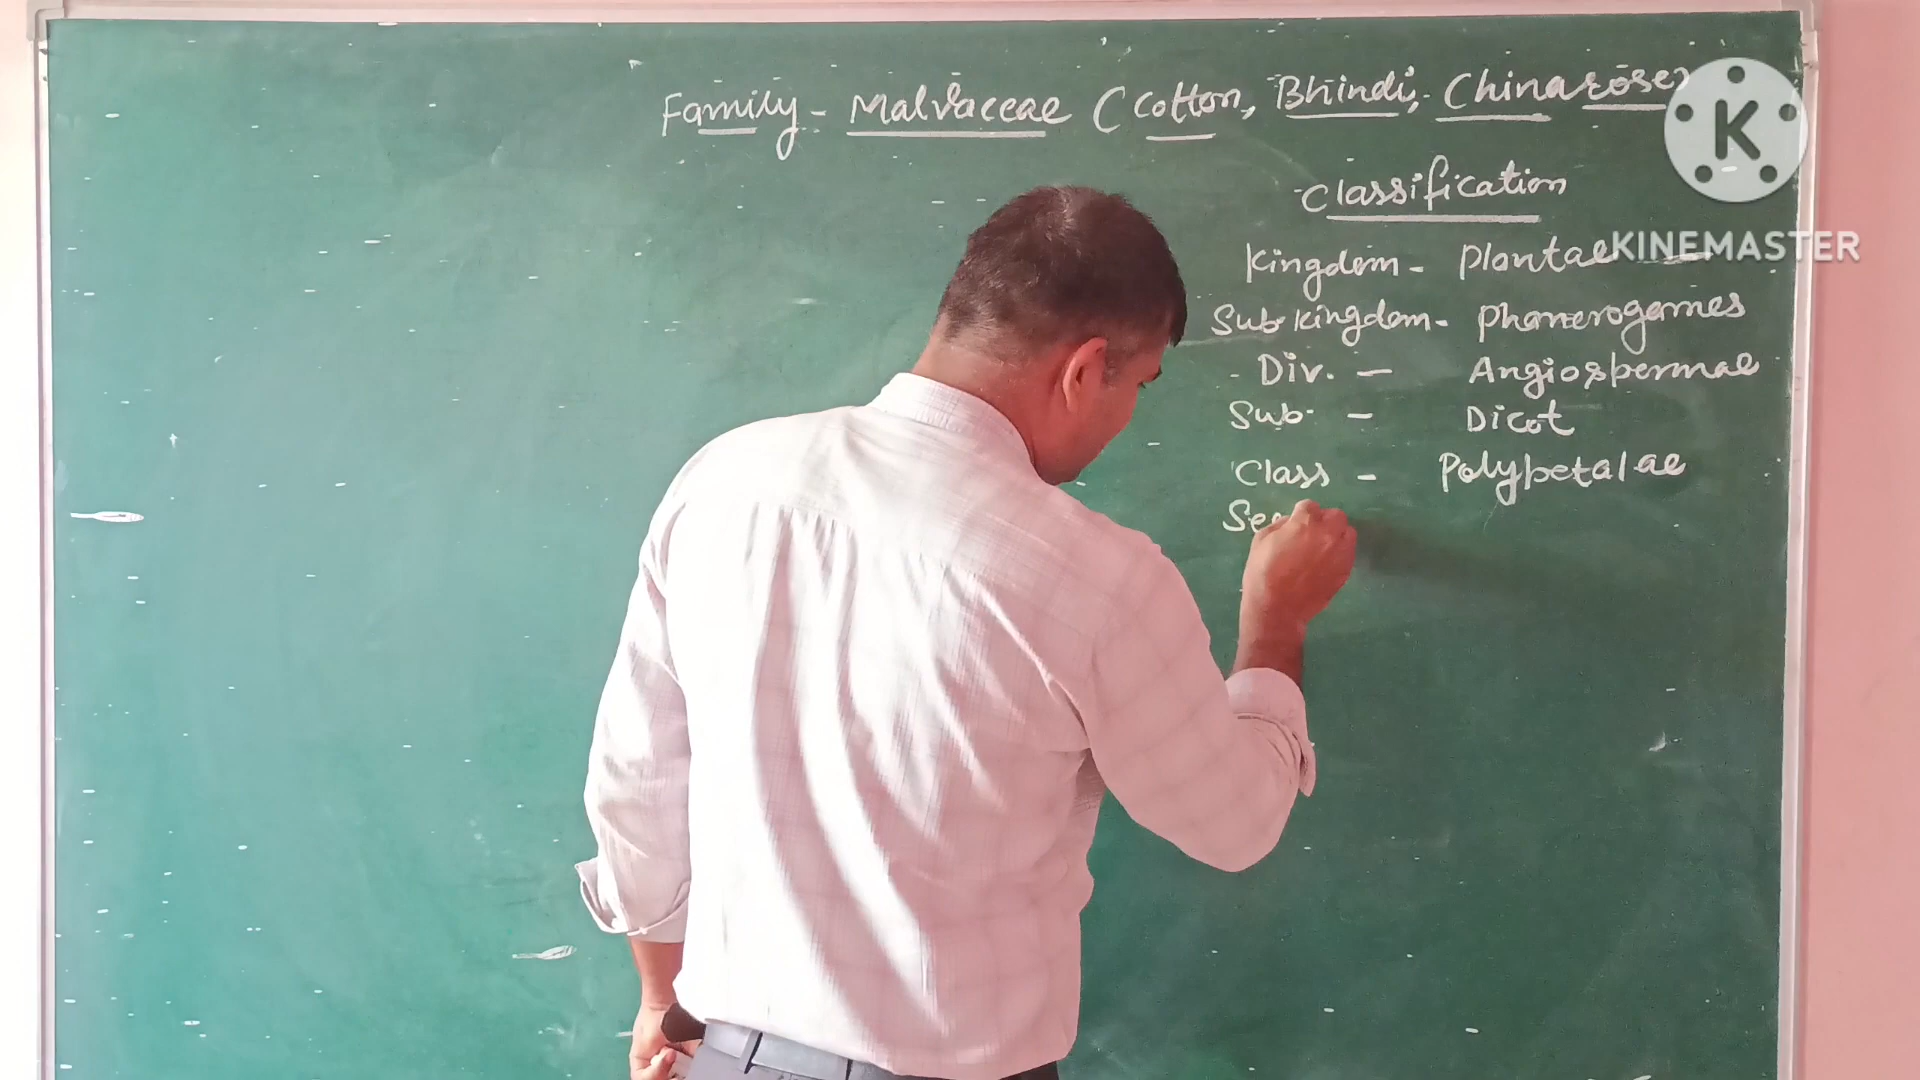 Family - Malvaceae (Cotton, Bhindi, Chinarose)
Classification
Kingdom - Plantae
Sub kingdom - Phanerogames
Div. - Angiospermae
Sub. - Dicot
Class - Polypetalae
K
KINEMASTER